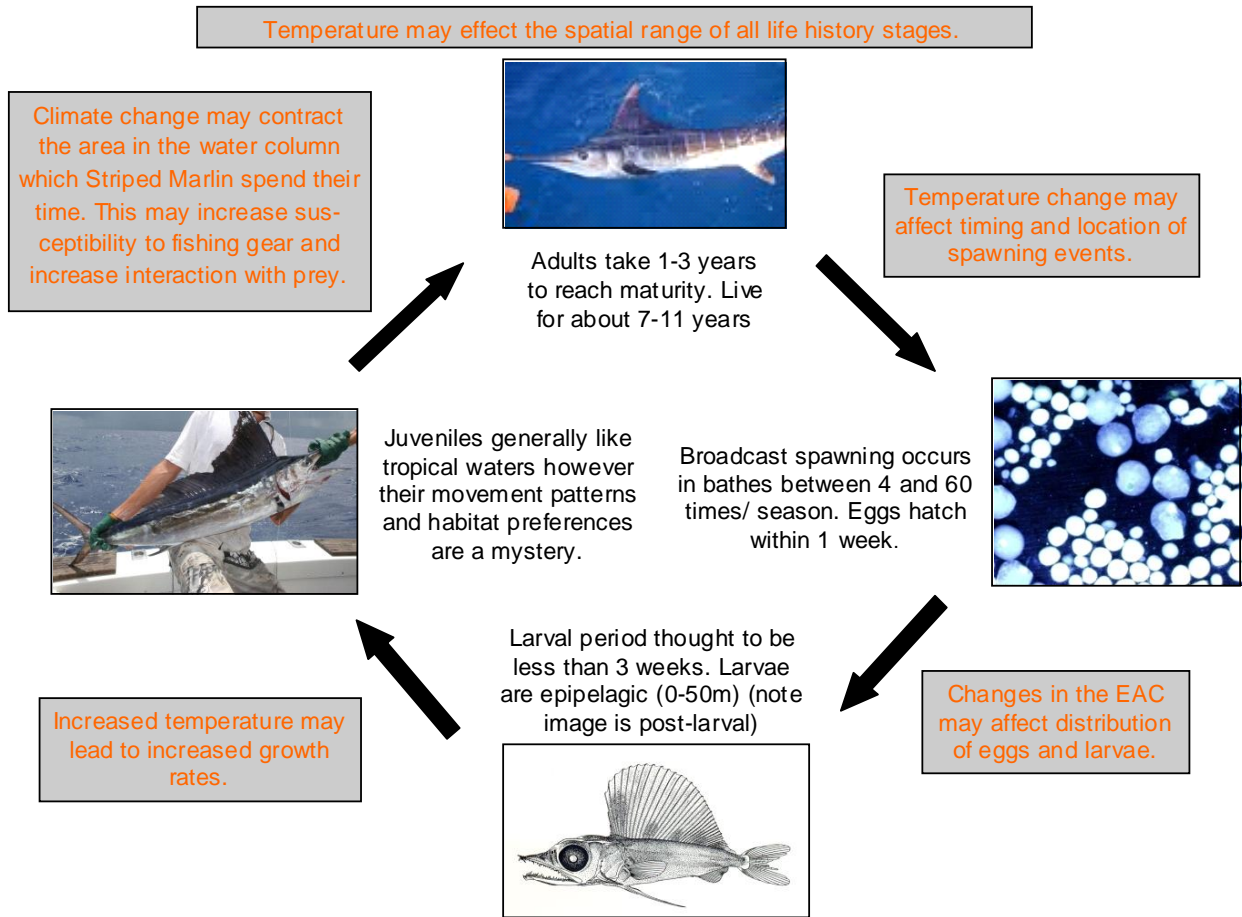 Temperature may effect the spatial range of all life history stages.
Climate change may contract
the area in the water column
which Striped Marlin spend their
time. This may increase sus-
ceptibility to fishing gear and
increase interaction with prey.
Temperature change may
affect timing and location of
spawning events.
Adults take 1-3 years
to reach maturity. Live
for about 7-11 years
Juveniles generally like
tropical waters however
their movement patterns
and habitat preferences
are a mystery.
Broadcast spawning occurs
in bathes between 4 and 60
times/ season. Eggs hatch
within 1 week.
Larval period thought to be
less than 3 weeks. Larvae
are epipelagic (0-50m) (note
image is post-larval)
Increased temperature may
lead to increased growth
rates.
Changes in the EAC
may affect distribution
of eggs and larvae.